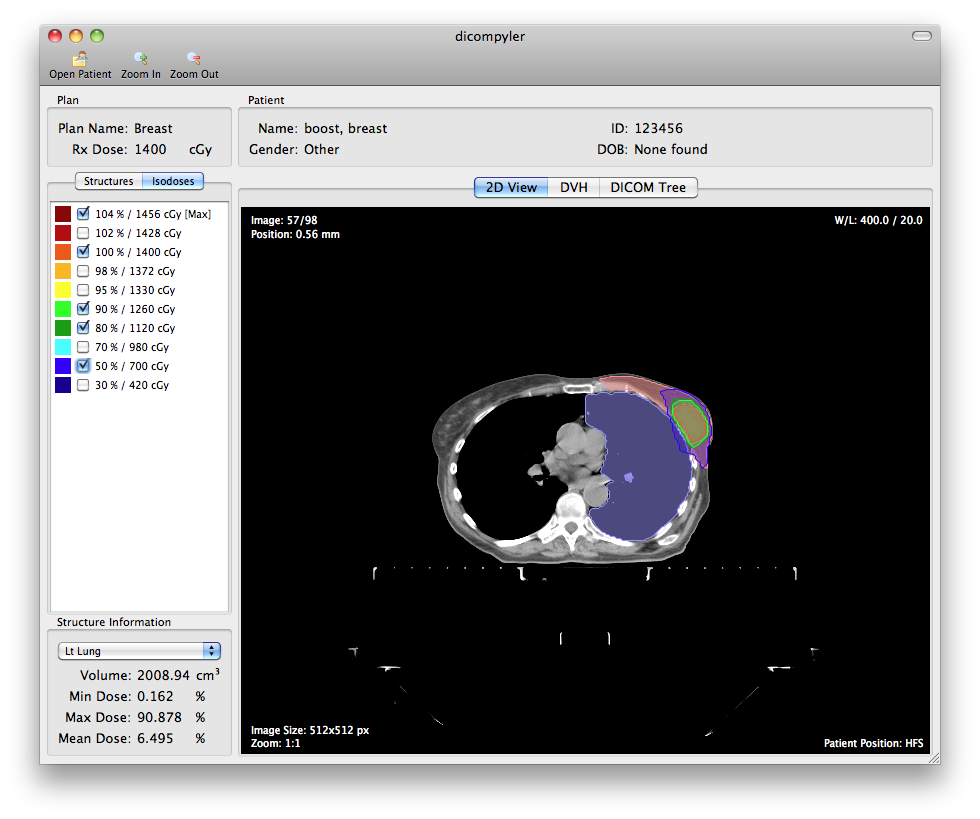 dicompyler
Open Patient Zoom In Zoom Out
Plan
Plan Name: Breast
Rx Dose: 1400 cGy
Patient
Name: boost, breast
ID: 123456
Gender: Other
DOB: None found
Structures Isodoses
104 % / 1456 cGy [Max]
102 % / 1428 cGy
100 % / 1400 cGy
98 % / 1372 cGy
95 % / 1330 cGy
90 % / 1260 cGy
80 % / 1120 cGy
70 % / 980 cGy
50 % / 700 cGy
30 % / 420 cGy
Structure Information
Lt Lung
Volume: 2008.94 cm³
Min Dose: 0.162 %
Max Dose: 90.878 %
Mean Dose: 6.495 %
2D View DVH DICOM Tree
Image: 57/98
Position: 0.56 mm
W/L: 400.0 / 20.0
Image Size: 512x512 px
Zoom: 1:1
Patient Position: HFS